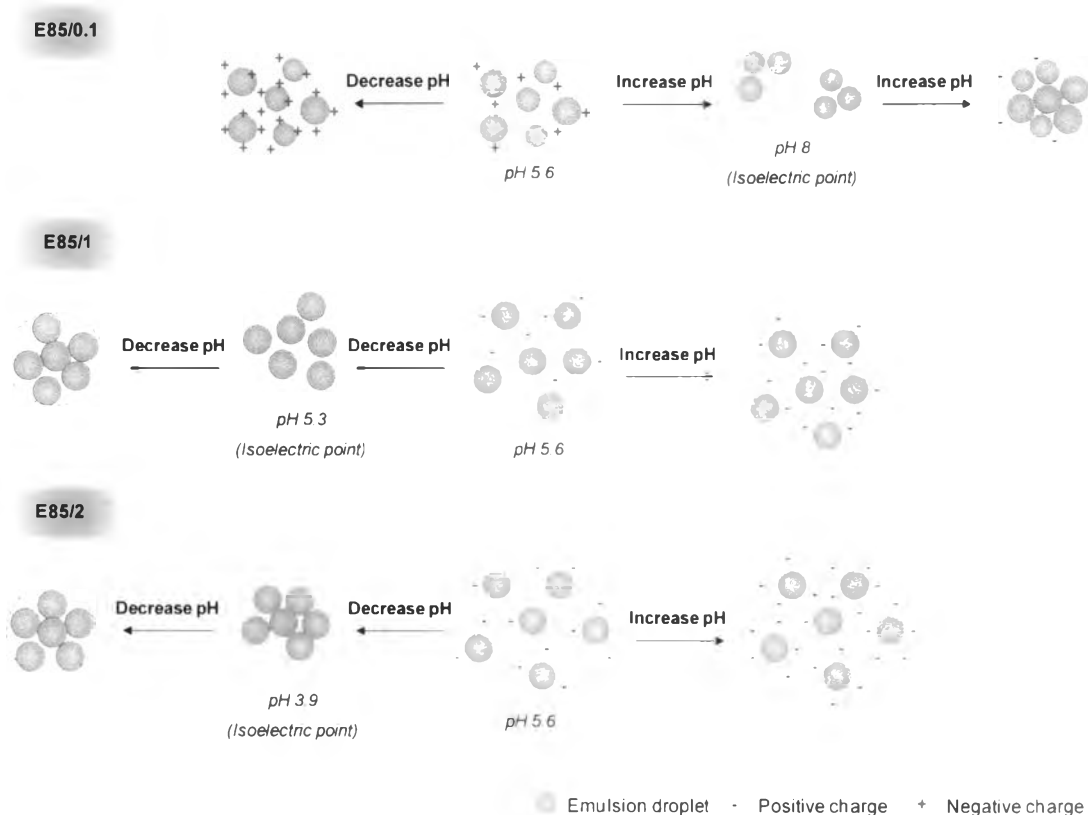 E85/0.1
Decrease pH
Increase pH
Increase pH
pH 5.6
pH 8
(Isoelectric point)
E85/1
Decrease pH
Decrease pH
Increase pH
pH 5.3
(Isoelectric point)
pH 5.6
E85/2
Decrease pH
Decrease pH
Increase pH
pH 3.9
(Isoelectric point)
pH 5.6
Emulsion droplet - Positive charge + Negative charge